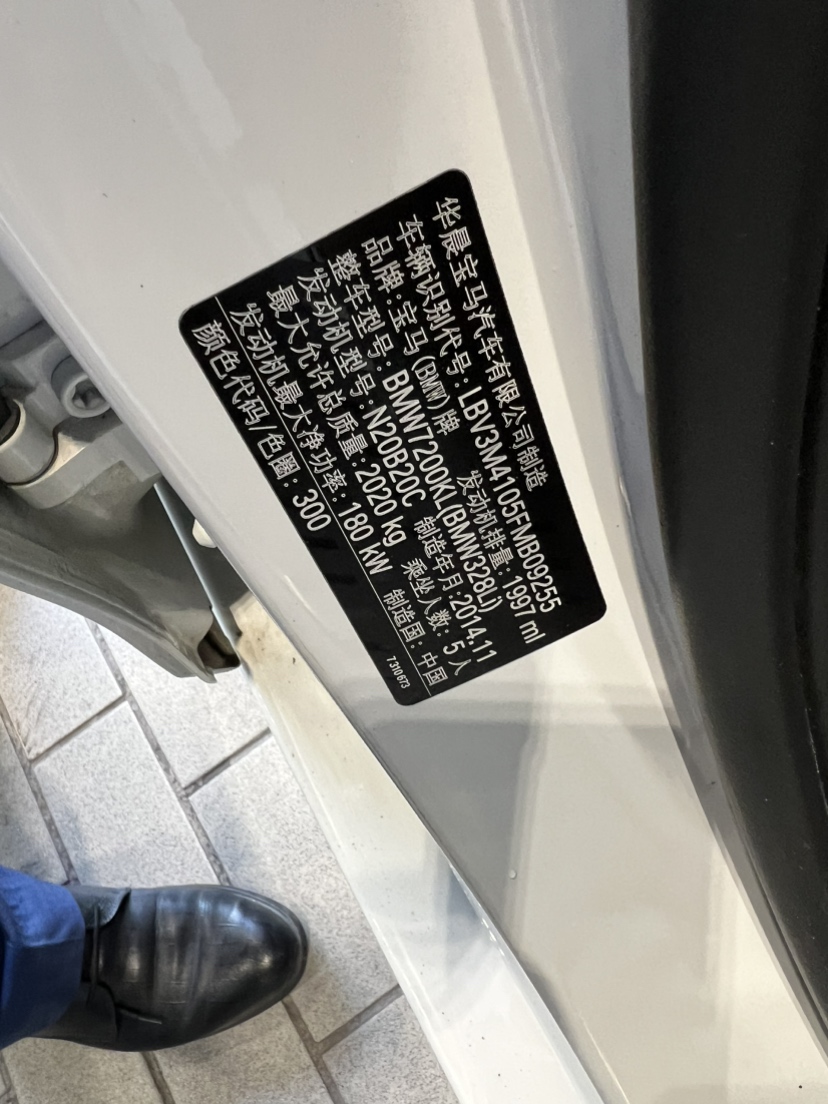 华晨宝马汽车有限公司制造
车辆识别代号: LBV3M4105FMB09255
品牌: 宝马(BMW)牌 发动机排量: 1997 ml
整车型号: BMW7200KL(BMW328Li)
发动机型号: N20B20C 制造年月:2014.11
最大允许总质量: 2020 kg 乘坐人数: 5 人
发动机最大净功率: 180 kW 制造国: 中国
颜色代码/色圈: 300 7310673